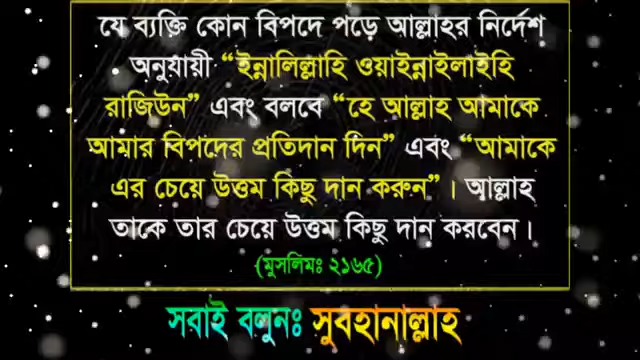 যে ব্যক্তি কোন বিপদে পড়ে আল্লাহর নির্দেশ
অনুযায়ী “ইন্নালিল্লাহি ওয়াইন্নাইলাইহি
রাজিউন” এবং বলবে “হে আল্লাহ আমাকে
আমার বিপদের প্রতিদান দিন” এবং “আমাকে
এর চেয়ে উত্তম কিছু দান করুন”। আল্লাহ
তাকে তার চেয়ে উত্তম কিছু দান করবেন।
(মুসলিমঃ ২১৬৫)
সবাই বলুনঃ সুবহানাল্লাহ